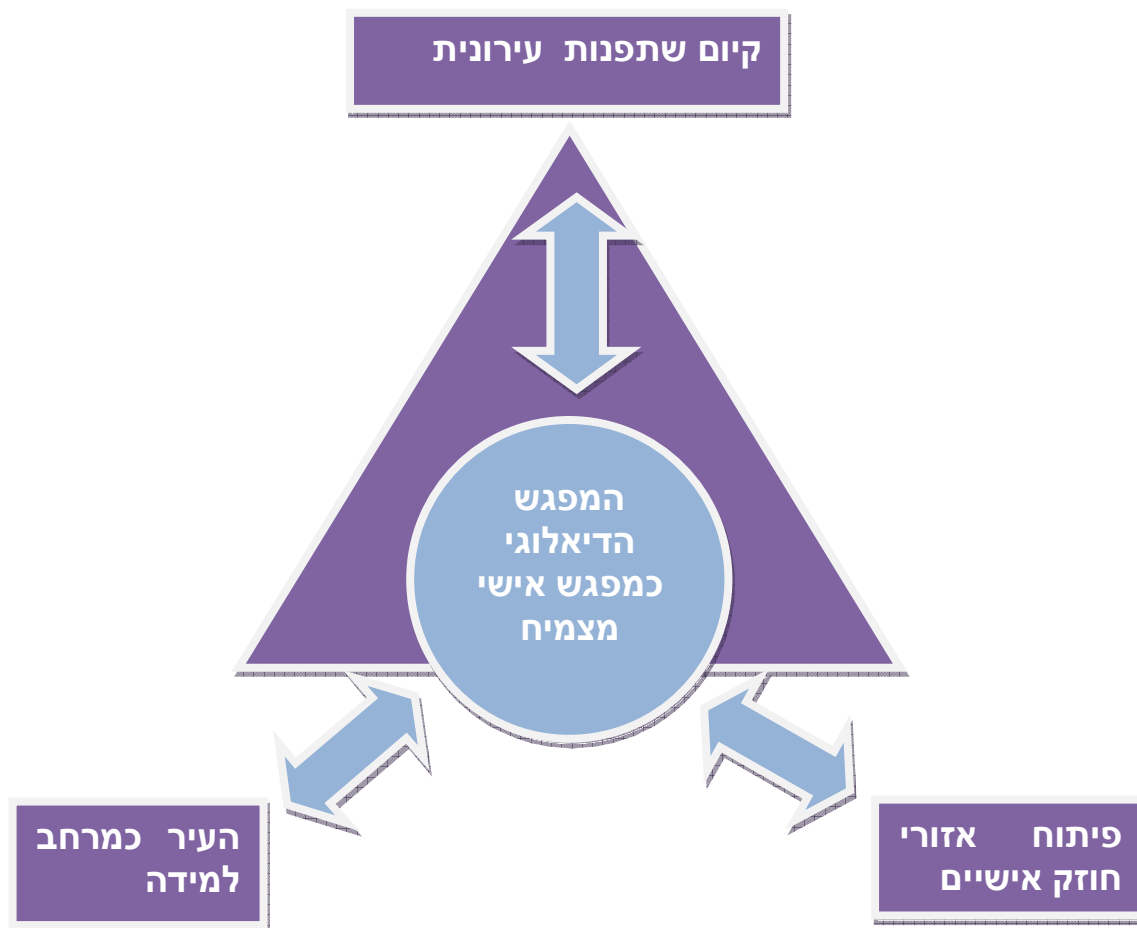 קיום שתפנות עירונית
המפגש
הדיאלוגי
כמפגש אישי
מצמיח
פיתוח אזורי
חוזק אישיים
העיר כמרחב
למידה